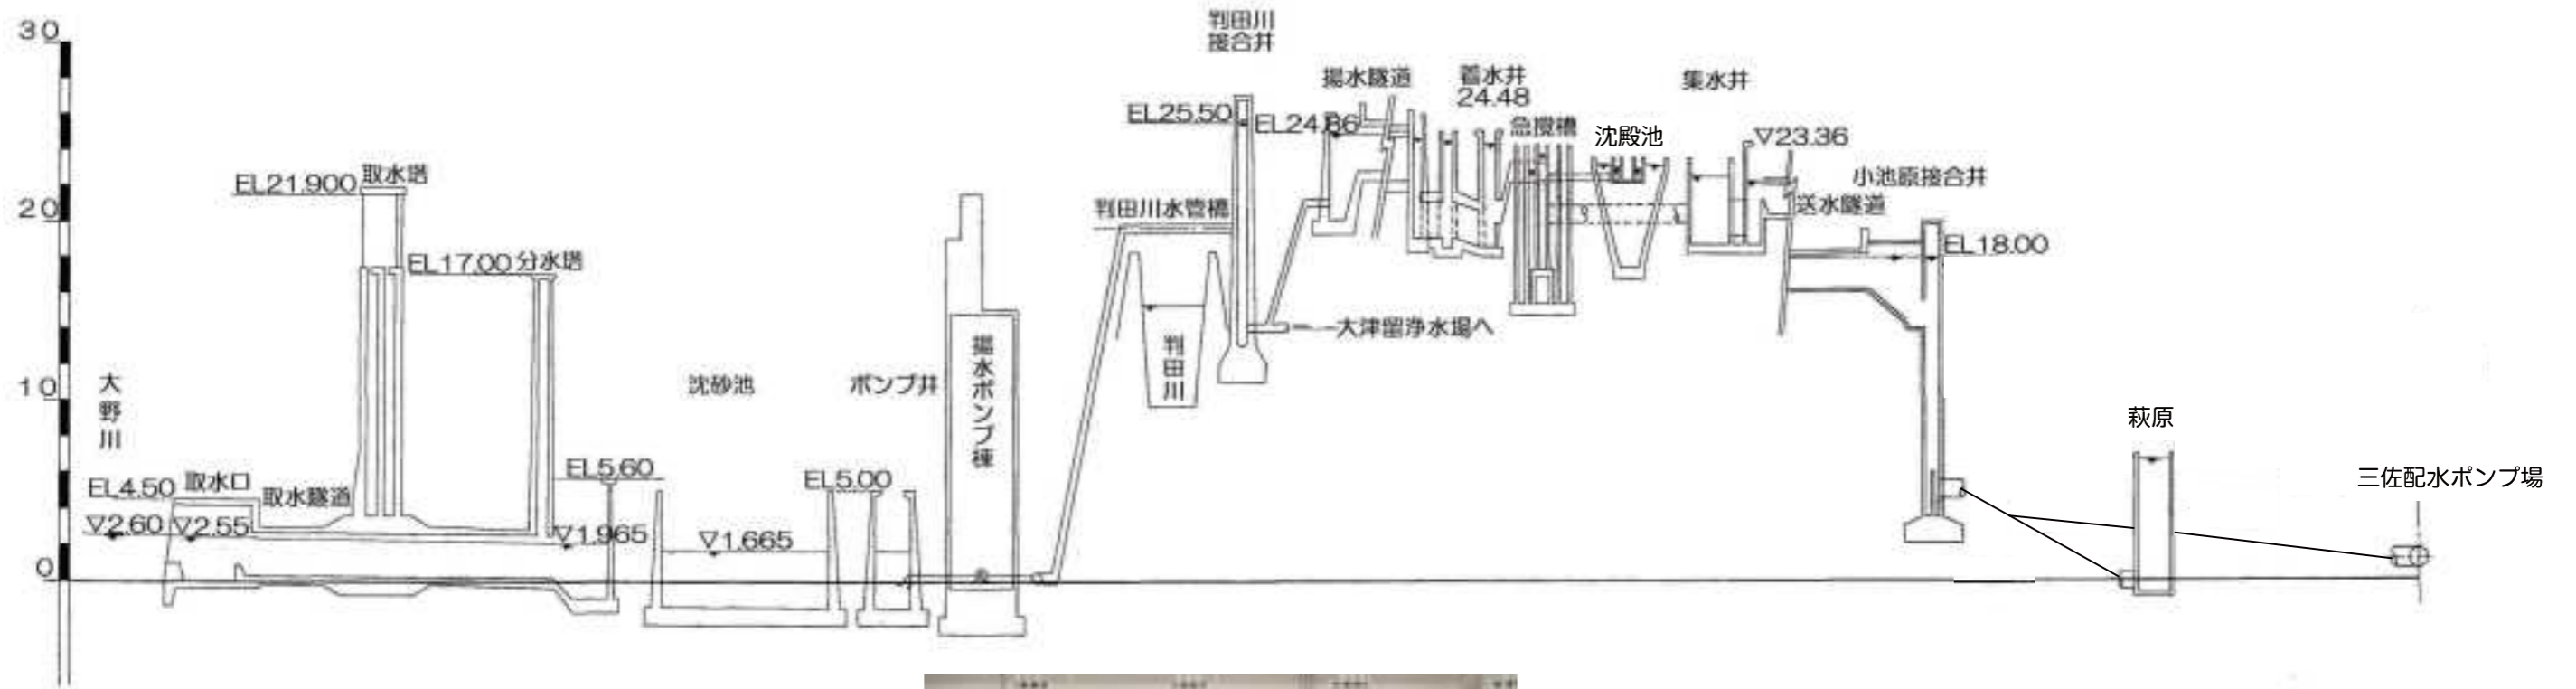 30
20
10
0
大野川
EL4.50
取水口
▽2.60
▽2.55
取水隧道
EL21.900
取水塔
EL17.00
分水塔
EL5.60
▽1.965
沈砂池
▽1.665
ポンプ井
EL5.00
揚水ポンプ棟
判田川水管橋
判田川
判田川
接合井
EL25.50
EL24.86
大津留浄水場へ
揚水隧道
着水井
24.48
急撹槽
沈殿池
集水井
▽23.36
小池原接合井
送水隧道
EL18.00
萩原
三佐配水ポンプ場